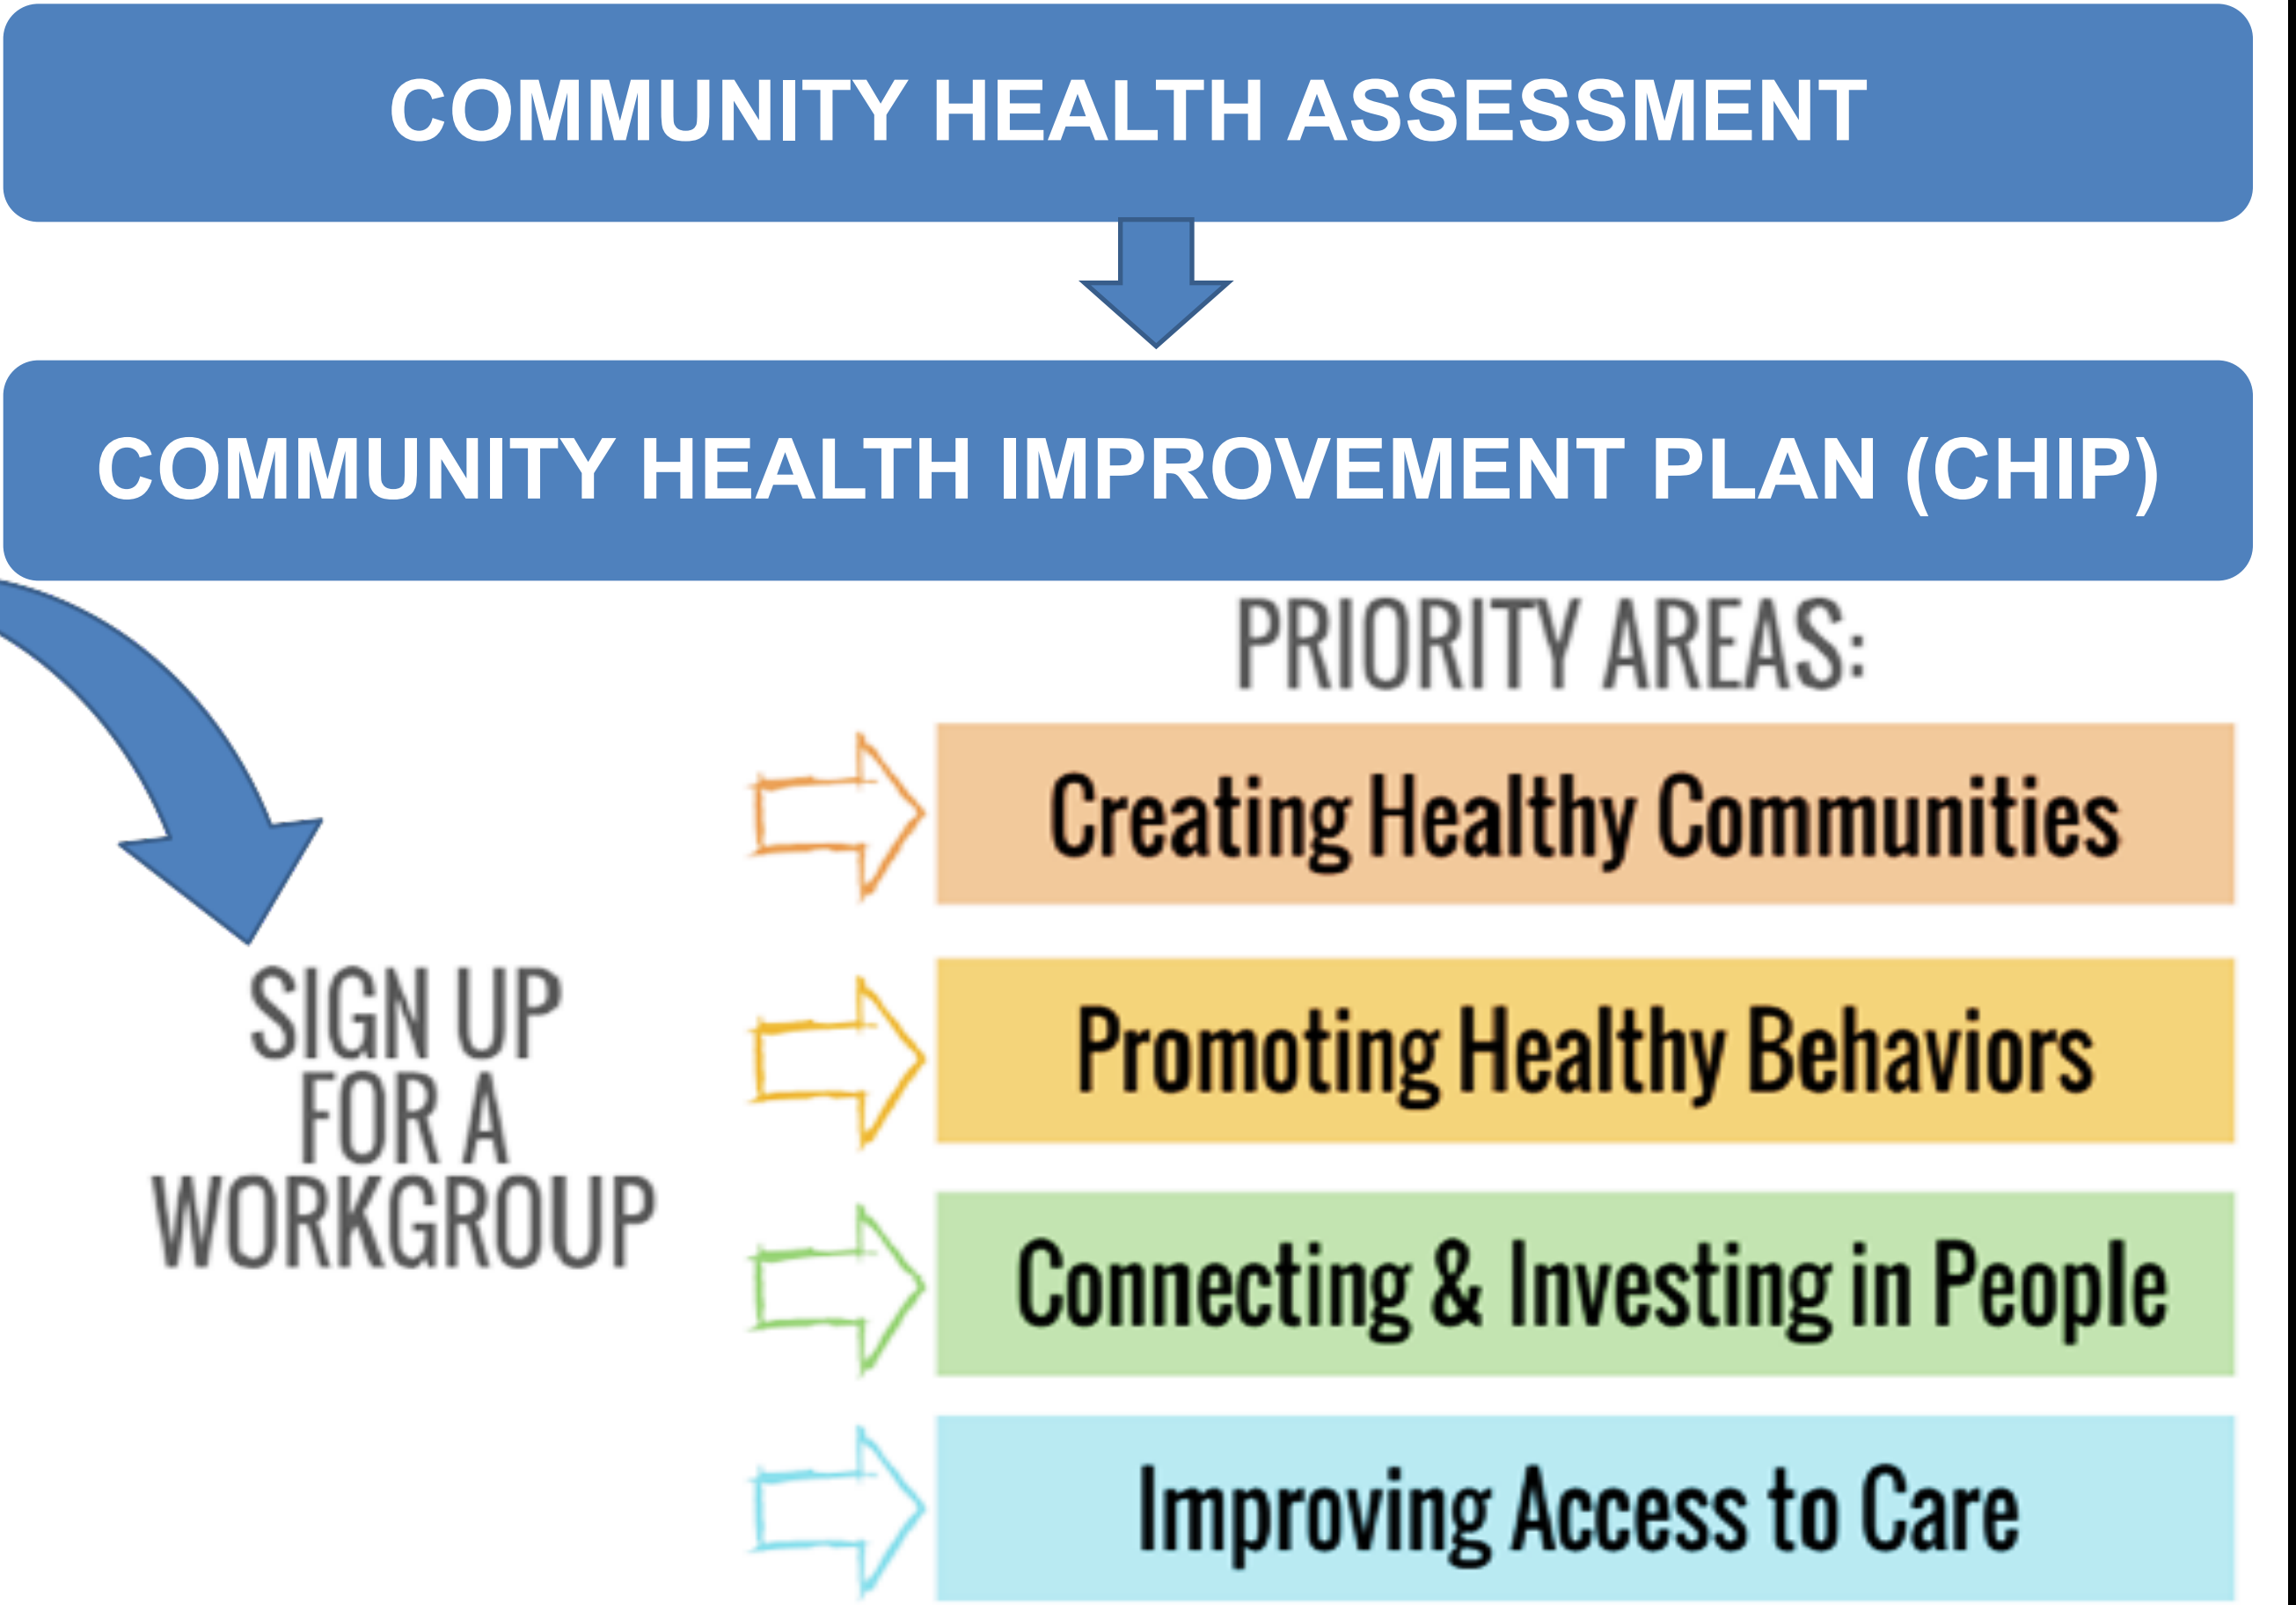 COMMUNITY HEALTH ASSESSMENT
COMMUNITY HEALTH IMPROVEMENT PLAN (CHIP)
PRIORITY AREAS:
Creating Healthy Communities
Promoting Healthy Behaviors
SIGN UP
FOR A
WORKGROUP
Connecting & Investing in People
Improving Access to Care